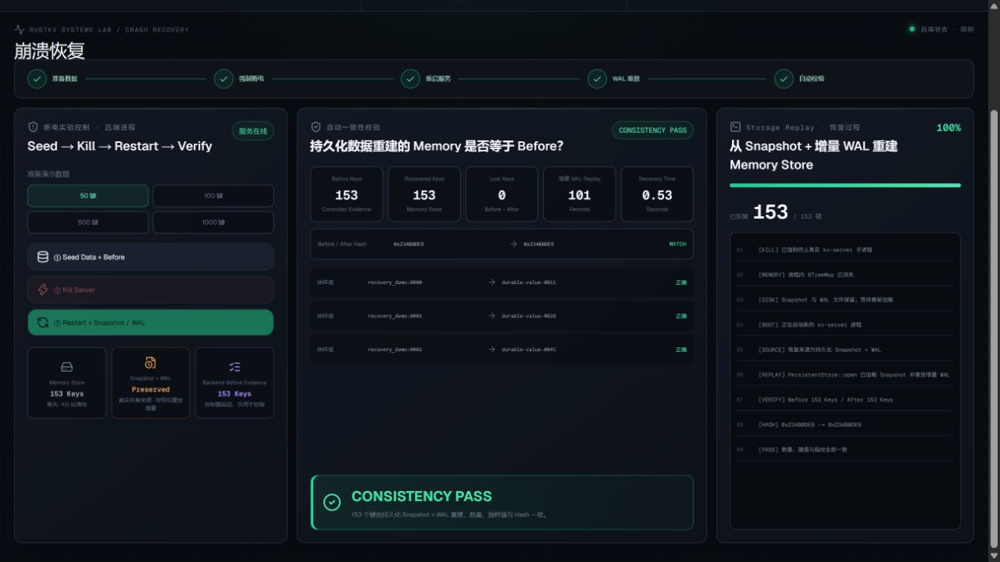 RUSTKV SYSTEMS LAB / CRASH RECOVERY
后端状态 · 刚刚
崩溃恢复
准备数据
强制断电
重启服务
WAL 重放
自动校验
断电实验控制 · 后端进程
服务在线
Seed → Kill → Restart → Verify
准备演示数据
50 键
100 键
500 键
1000 键
① Seed Data + Before
② Kill Server
③ Restart + Snapshot / WAL
Memory Store
153 Keys
易失 · Kill 后清空
Snapshot + WAL
Preserved
真实恢复来源 · 快照后重放
增量
Backend Before Evidence
153 Keys
控制器返回，仅用于校验
自动一致性校验
CONSISTENCY PASS
持久化数据重建的 Memory 是否等于 Before？
Before Keys
153
Controller Evidence
Recovered Keys
153
Memory Store
Lost Keys
0
Before − After
增量 WAL Replay
101
Records
Recovery Time
0.53
Seconds
Before / After Hash
0x234B0DE9
→ 0x234B0DE9
MATCH
抽样值
recovery_demo:0000
→ durable-value-0011
正确
抽样值
recovery_demo:0001
→ durable-value-0028
正确
抽样值
recovery_demo:0002
→ durable-value-0045
正确
CONSISTENCY PASS
153 个键由持久化 Snapshot + WAL 重建，数量、抽样值与 Hash 一致。
Storage Replay · 恢复过程
100%
从 Snapshot + 增量 WAL 重建
Memory Store
已恢复 153 / 153 键
01 [KILL] 已强制终止真实 kv-server 子进程
02 [MEMORY] 进程内 BTreeMap 已消失
03 [DISK] Snapshot 与 WAL 文件保留，等待重新加载
04 [BOOT] 正在启动新的 kv-server 进程
05 [SOURCE] 恢复来源为持久化 Snapshot + WAL
06 [REPLAY] PersistentStore::open 已加载 Snapshot 并重放增量 WAL
07 [VERIFY] Before 153 Keys / After 153 Keys
08 [HASH] 0x234B0DE9 → 0x234B0DE9
09 [PASS] 数量、键值与指纹全部一致